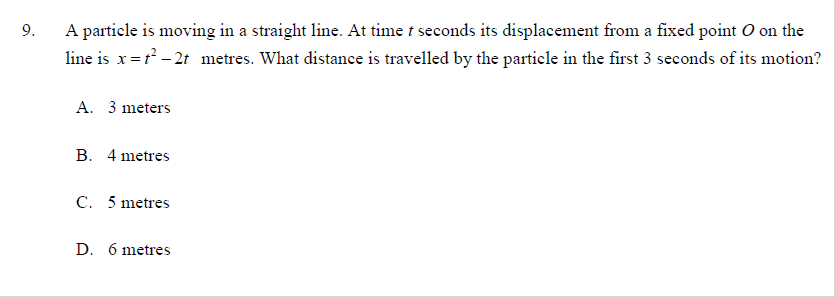 9. A particle is moving in a straight line. At time t seconds its displacement from a fixed point O on the
line is x = t² – 2t metres. What distance is travelled by the particle in the first 3 seconds of its motion?
A. 3 meters
B. 4 metres
C. 5 metres
D. 6 metres